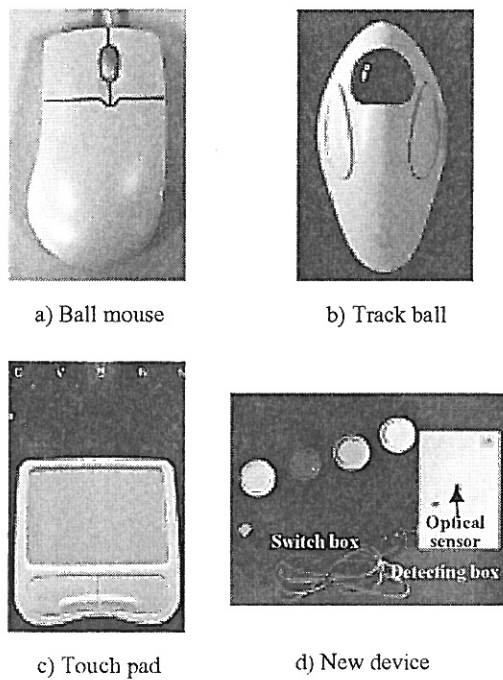 a) Ball mouse
b) Track ball
c) Touch pad
Optical
sensor
Switch box
Detecting box
d) New device